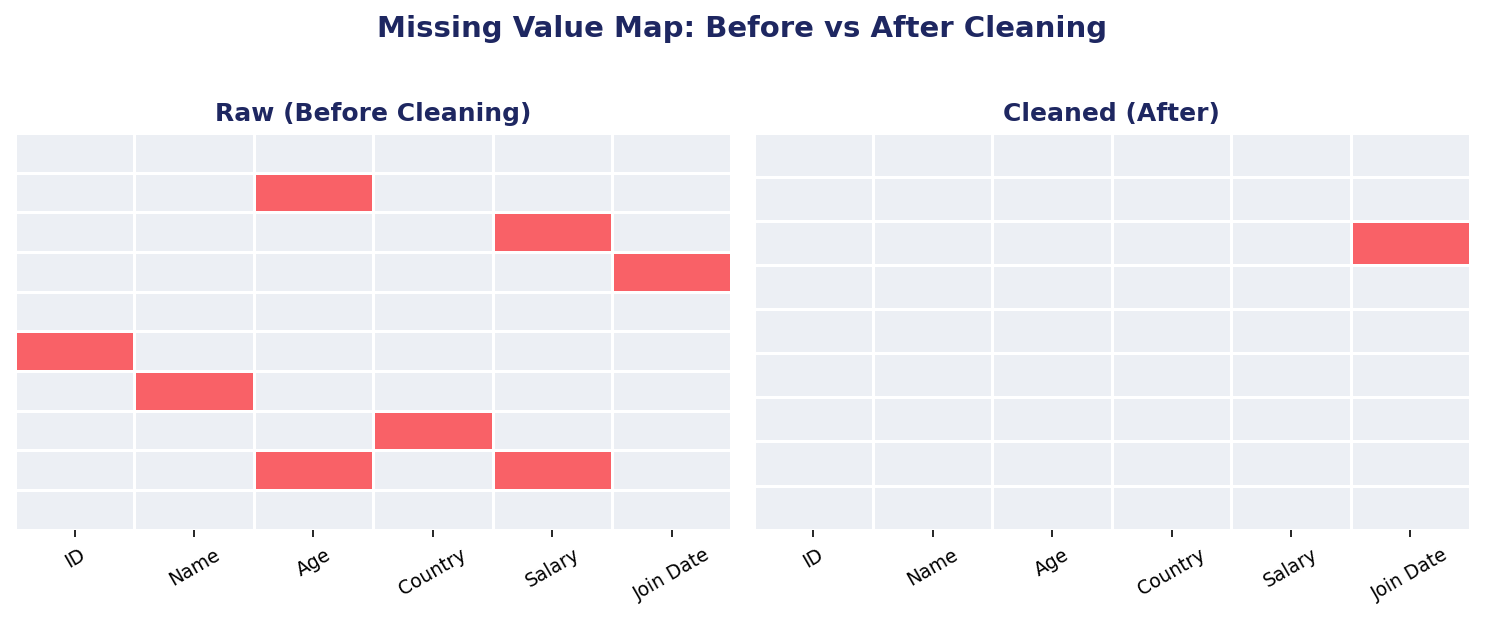 Missing Value Map: Before vs After Cleaning
Raw (Before Cleaning)
ID Name Age Country Salary Join Date
Cleaned (After)
ID Name Age Country Salary Join Date